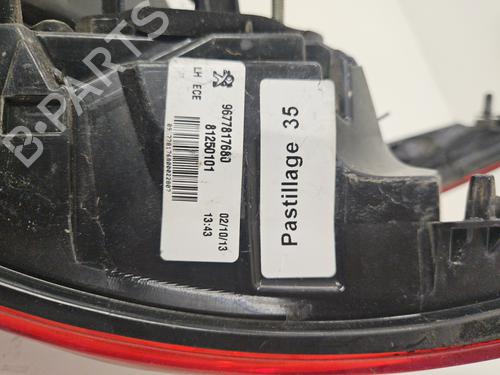 B-PARTS
LH ECE
9677817680
81250101
02/10/13
13:43
Pastillage 35